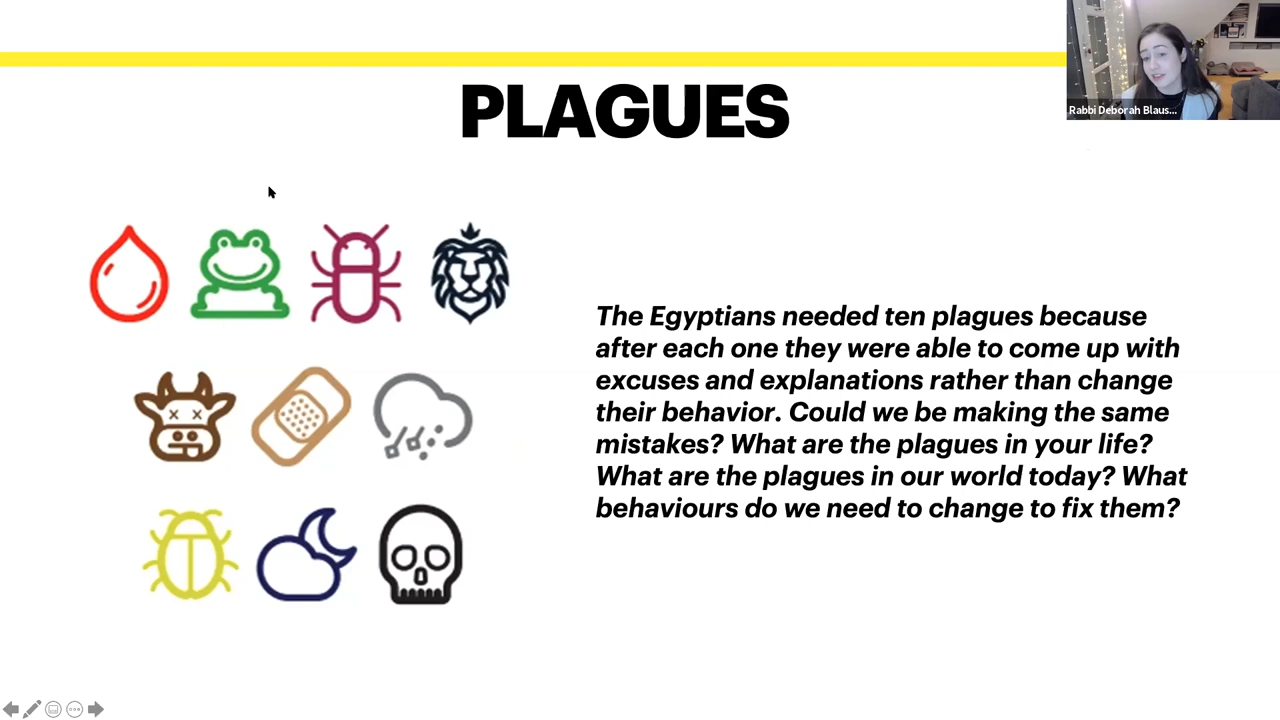 Rabbi Deborah Blaus...
PLAGUES
The Egyptians needed ten plagues because
after each one they were able to come up with
excuses and explanations rather than change
their behavior. Could we be making the same
mistakes? What are the plagues in your life?
What are the plagues in our world today? What
behaviours do we need to change to fix them?